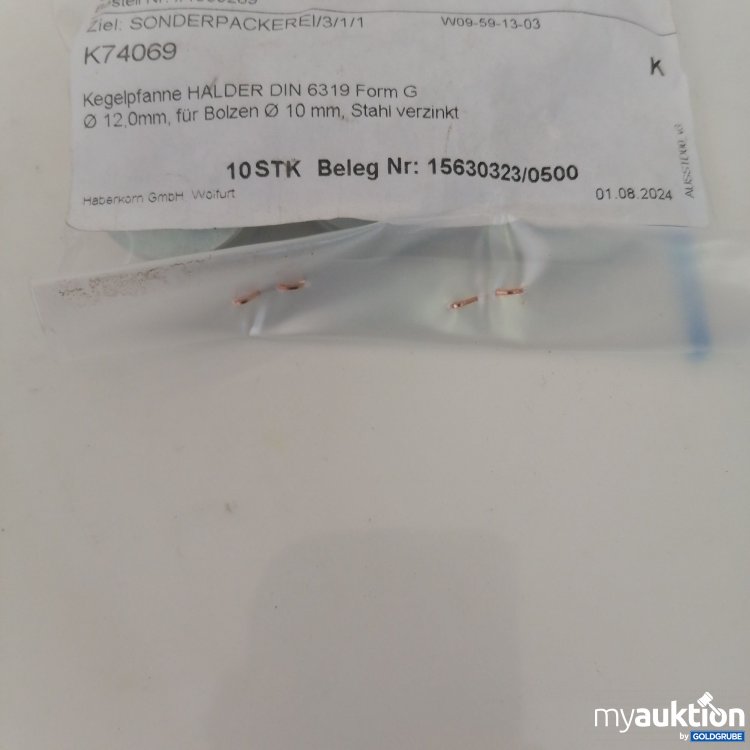 Ziel: SONDERPACKEREI/3/1/1 W09-59-13-03
K74069
K
Kegelpfanne HALDER DIN 6319 Form G
Ø 12,0mm, für Bolzen Ø 10 mm, Stahl verzinkt
10STK Beleg Nr: 15630323/0500
Haberkorn GmbH Wolfurt 01.08.2024
myauktion
by GOLDGRUBE